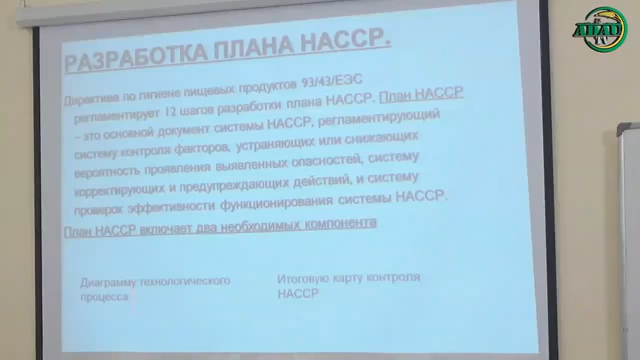 РАЗРАБОТКА ПЛАНА НАССР.
Директива по гигиене пищевых продуктов 93/43/ЕЭС
регламентирует 12 шагов разработки плана НАССР. План НАССР
– это основной документ системы НАССР, регламентирующий
систему контроля факторов, устраняющих или снижающих
вероятность проявления выявленных опасностей, систему
корректирующих и предупреждающих действий, и систему
проверок эффективности функционирования системы НАССР.
План НАССР включает два необходимых компонента
Диаграмму технологического
процесса
Итоговую карту контроля
НАССР